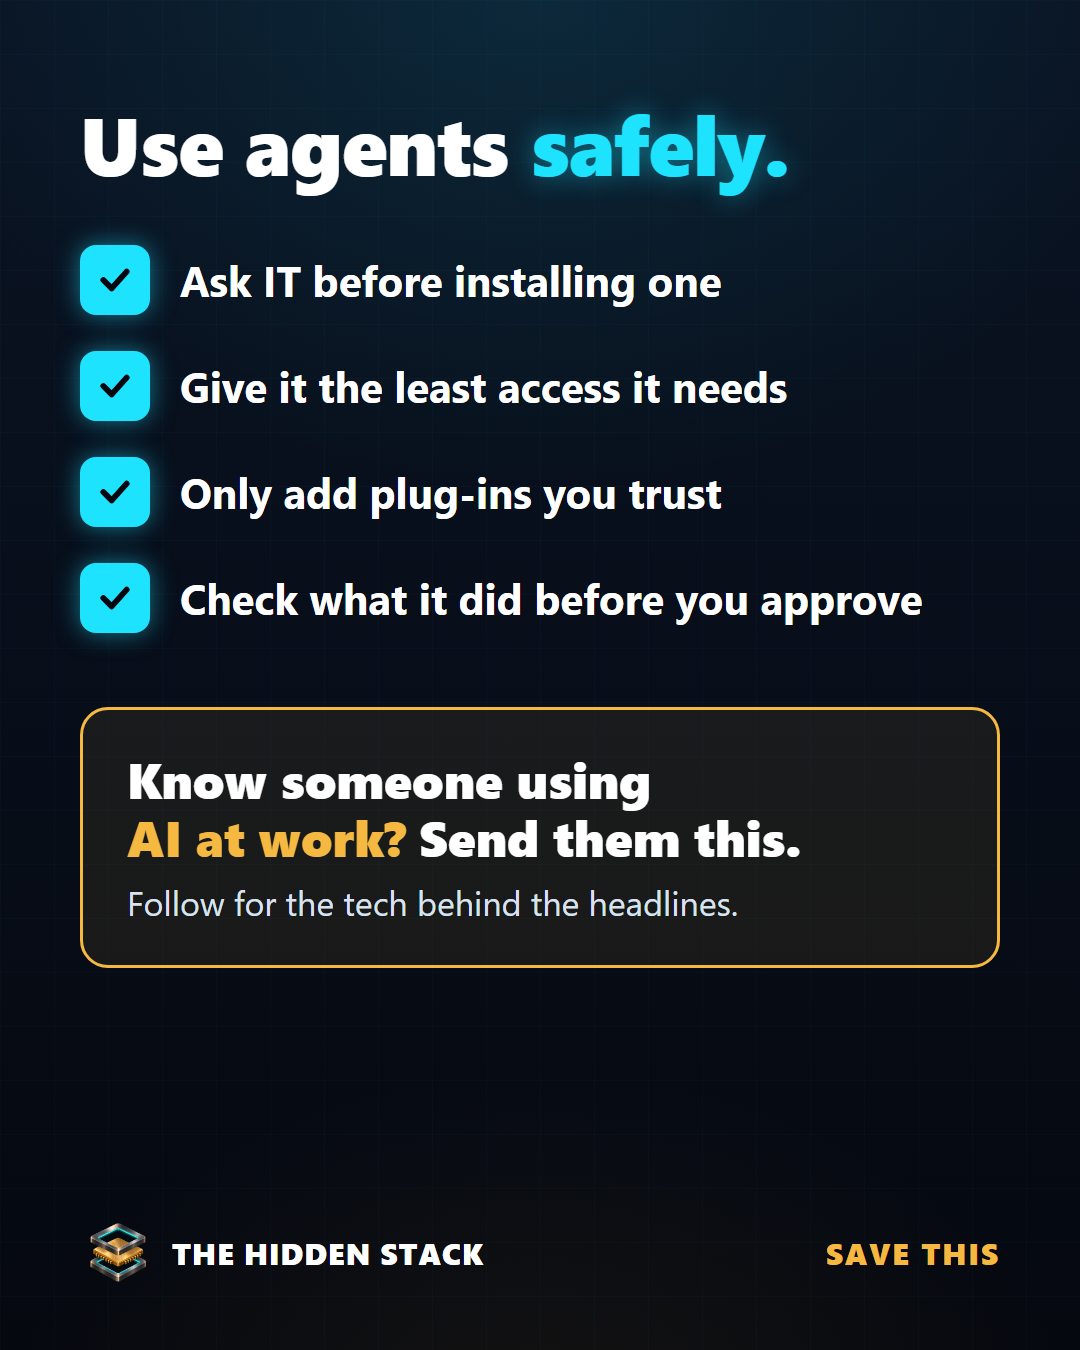 Use agents safely.
Ask IT before installing one
Give it the least access it needs
Only add plug-ins you trust
Check what it did before you approve
Know someone using
AI at work? Send them this.
Follow for the tech behind the headlines.
THE HIDDEN STACK
SAVE THIS